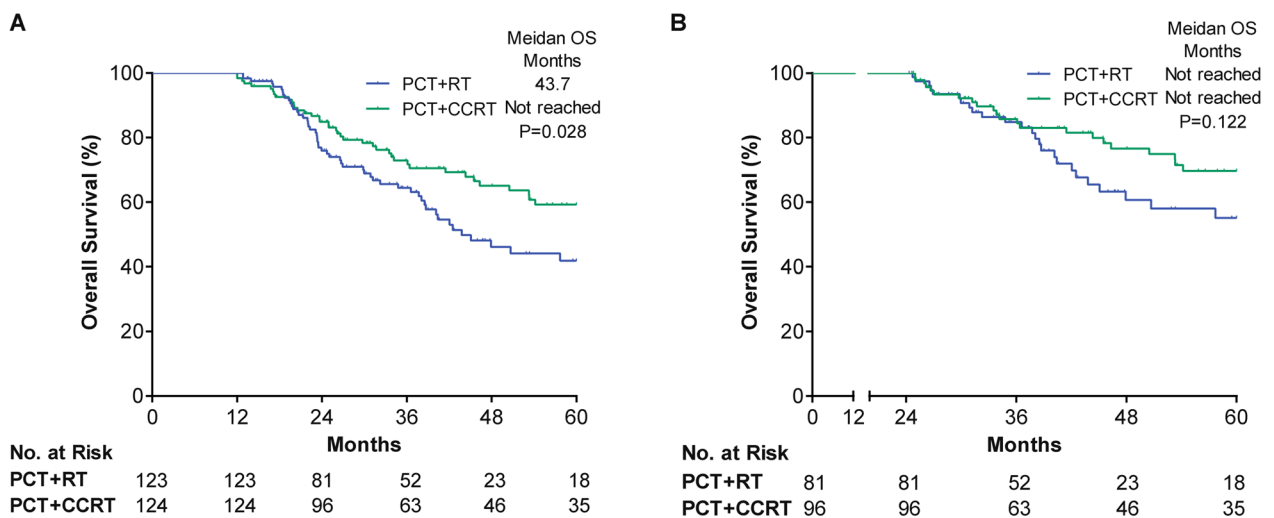 A
Meidan OS
Months
PCT+RT 43.7
PCT+CCRT Not reached
P=0.028
Overall Survival (%)
100
80
60
40
20
0
0 12 24 36 48 60
Months
No. at Risk
PCT+RT 123 123 81 52 23 18
PCT+CCRT 124 124 96 63 46 35
B
Meidan OS
Months
PCT+RT Not reached
PCT+CCRT Not reached
P=0.122
Overall Survival (%)
100
80
60
40
20
0
0 12 24 36 48 60
Months
No. at Risk
PCT+RT 81 81 52 23 18
PCT+CCRT 96 96 63 46 35